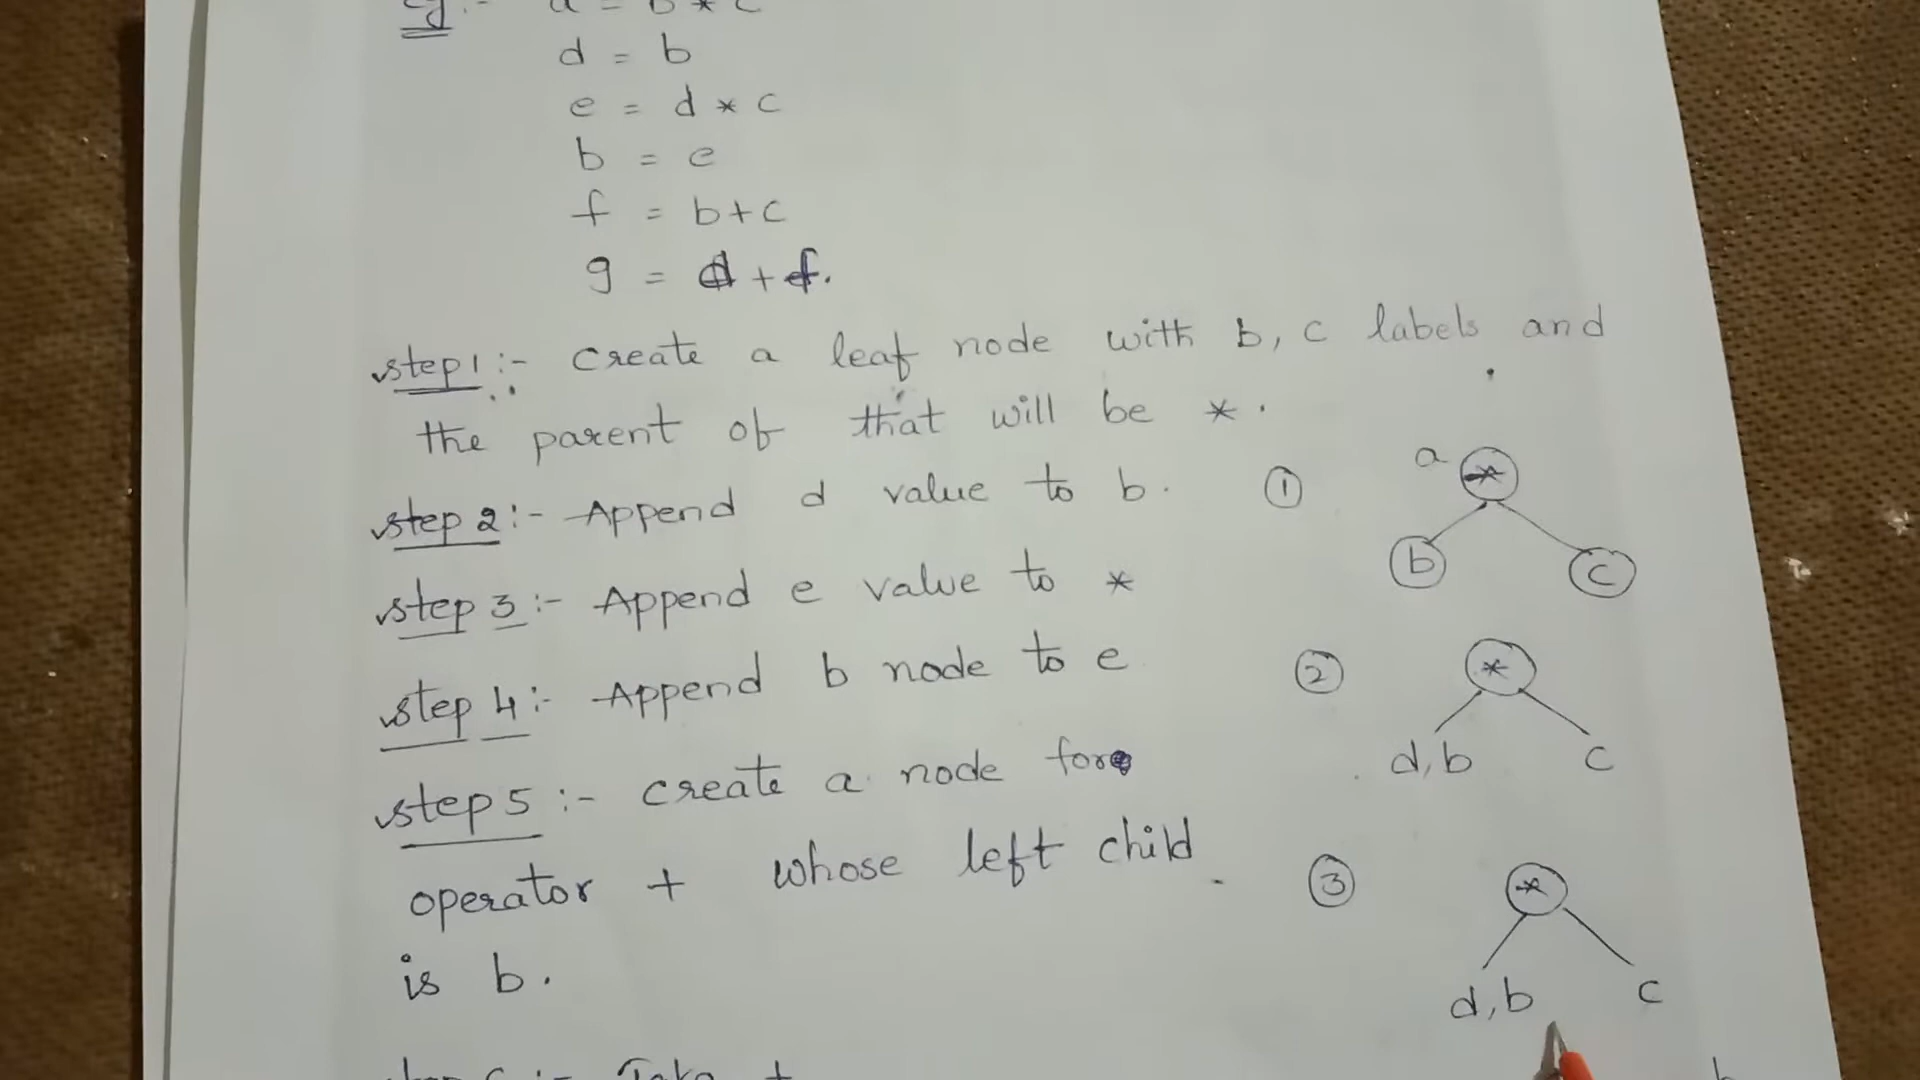 Eg:- a = b * c
d = b
e = d * c
b = e
f = b+c
g = d + f.
step1:- create a leaf node with b, c labels and
the parent of that will be *.
step 2:- Append d value to b.
① a *
b c
step 3:- Append e value to *
step 4:- Append b node to e
② *
d,b c
step 5:- create a node for
operator + whose left child
is b.
③ *
d,b c